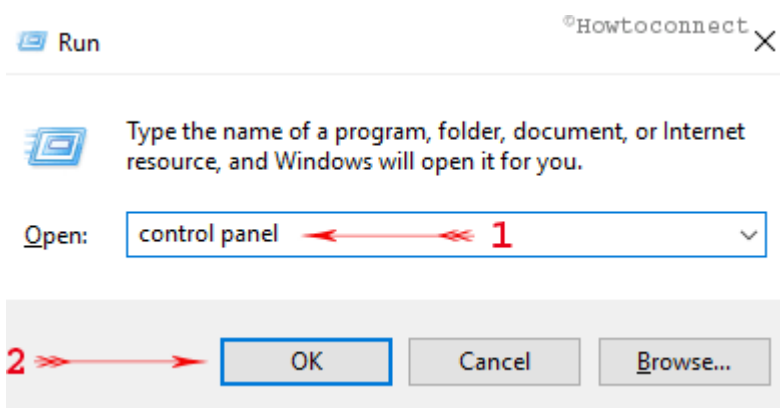 ©Howtoconnect
Run
Type the name of a program, folder, document, or Internet
resource, and Windows will open it for you.
Open: control panel 1
2 OK Cancel Browse...